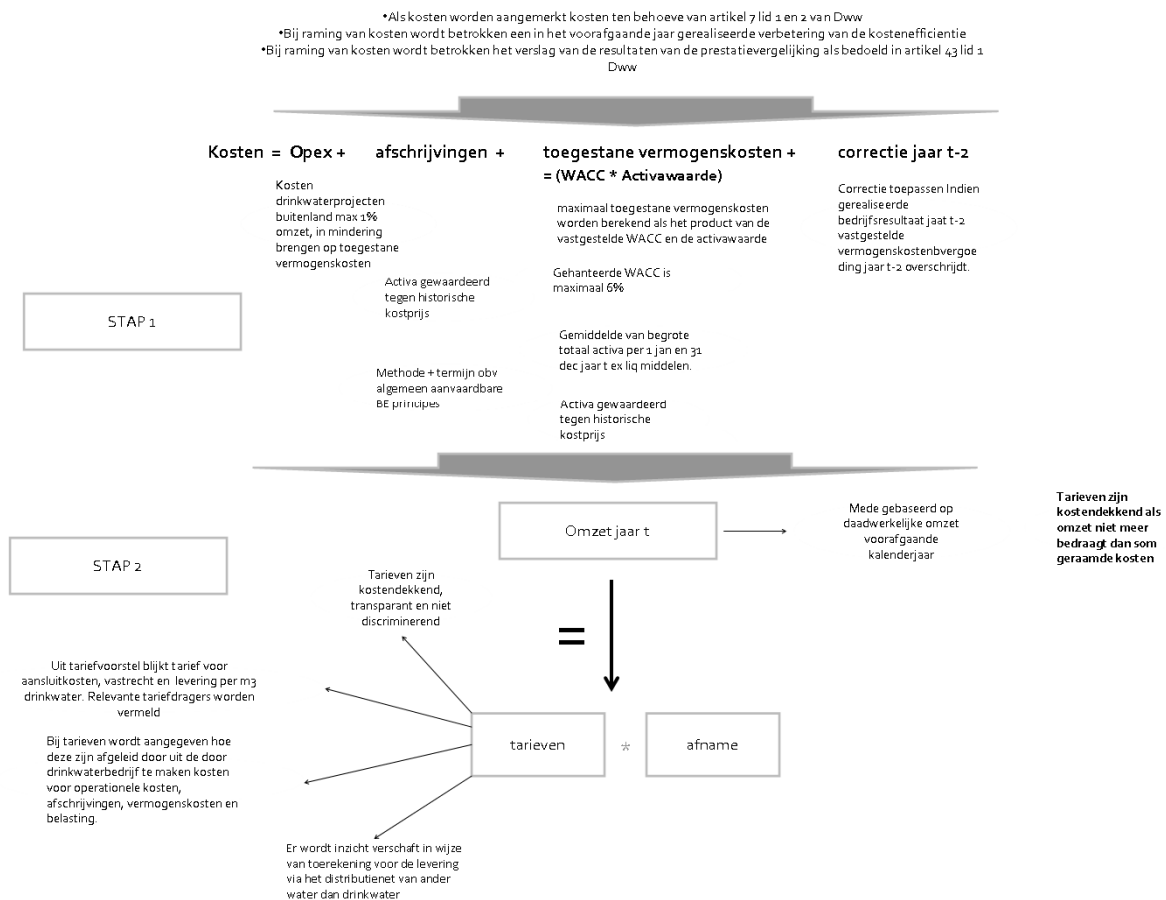 •Als kosten worden aangemerkt kosten ten behoeve van artikel 7 lid 1 en 2 van Dww
•Bij raming van kosten wordt betrokken een in het voorafgaande jaar gerealiseerde verbetering van de kostenefficientie
•Bij raming van kosten wordt betrokken het verslag van de resultaten van de prestatievergelijking als bedoeld in artikel 43 lid 1
Dww
Kosten = Opex + afschrijvingen + toegestane vermogenskosten + correctie jaar t-2
= (WACC * Activawaarde)
Kosten
drinkwaterprojecten
buitenland max 1%
omzet, in mindering
brengen op toegestane
vermogenskosten
Activa gewaardeerd
tegen historische
kostprijs
Methode + termijn obv
algemeen aanvaardbare
BE principes
maximaal toegestane vermogenskosten
worden berekend als het product van de
vastgestelde WACC en de activawaarde
Gehanteerde WACC is
maximaal 6%
Gemiddelde van begrote
totaal activa per 1 jan en 31
dec jaar t ex liq middelen.
Activa gewaardeerd
tegen historische
kostprijs
Correctie toepassen Indien
gerealiseerde
bedrijfsresultaat jaat t-2
vastgestelde
vermogenskostenbvergoe
ding jaar t-2 overschrijdt.
STAP 1
STAP 2
Omzet jaar t
Mede gebaseerd op
daadwerkelijke omzet
voorafgaande
kalenderjaar
Tarieven zijn
kostendekkend als
omzet niet meer
bedraagt dan som
geraamde kosten
=
Tarieven zijn
kostendekkend,
transparant en niet
discriminerend
Uit tariefvoorstel blijkt tarief voor
aansluitkosten, vastrecht en levering per m3
drinkwater. Relevante tariefdragers worden
vermeld
Bij tarieven wordt aangegeven hoe
deze zijn afgeleid door uit de door
drinkwaterbedrijf te maken kosten
voor operationele kosten,
afschrijvingen, vermogenskosten en
belasting.
tarieven * afname
Er wordt inzicht verschaft in wijze
van toerekening voor de levering
via het distributienet van ander
water dan drinkwater